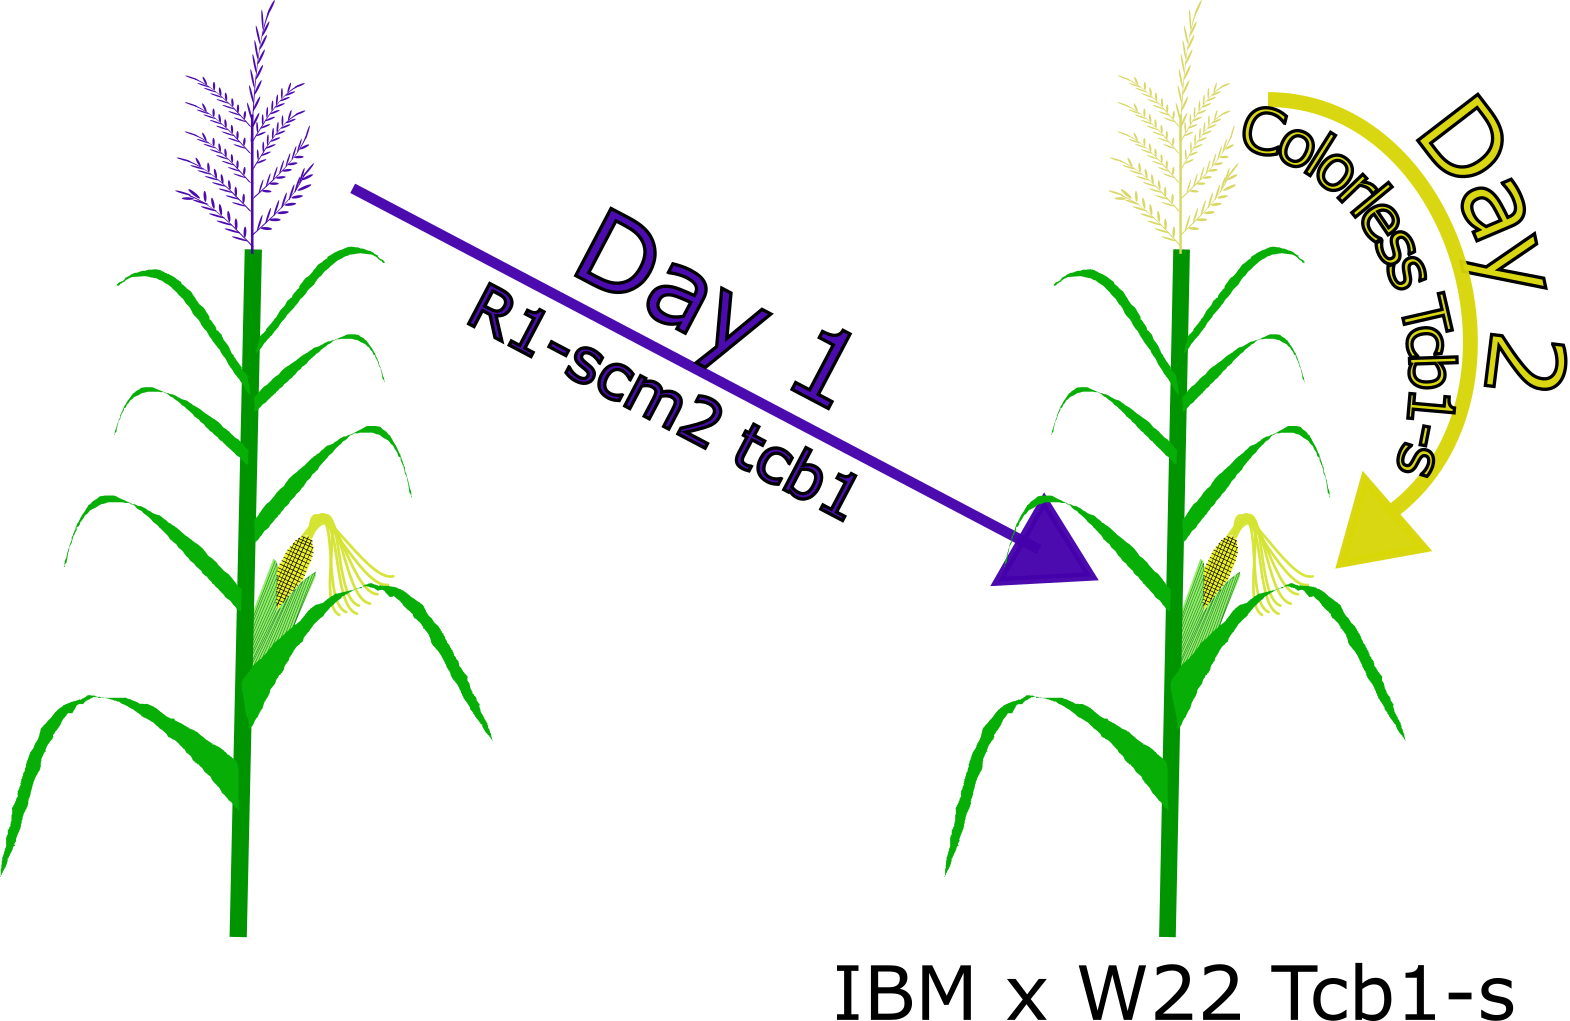 Day 1
R1-scm2 tcb1
Day 2
Colorless Tcb1-s
IBM x W22 Tcb1-s